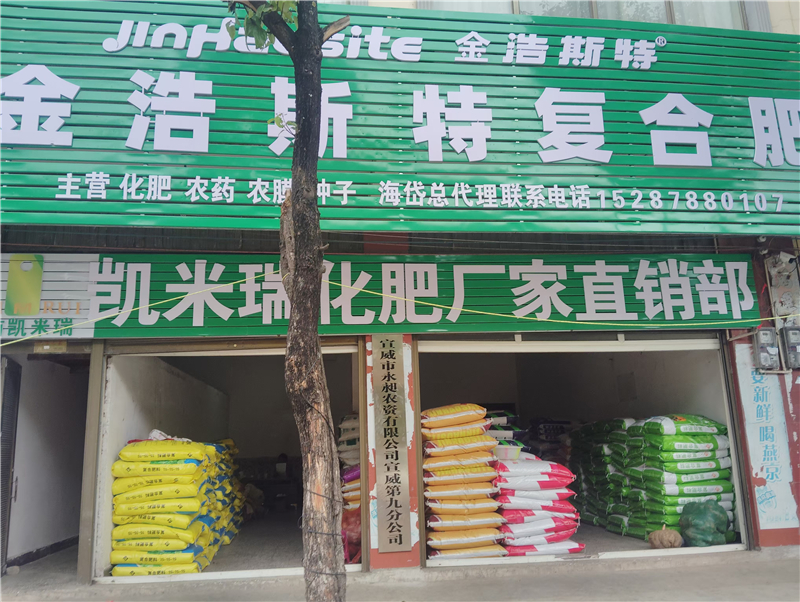 JINHAOSITE 金浩斯特®
金浩斯特复合肥
主营 化肥 农药 农膜 种子 海岱总代理联系电话15287880107
凯米瑞
凯米瑞化肥厂家直销部
宣威市永昶农资有限公司宣威第九分公司
要新鲜 喝燕京